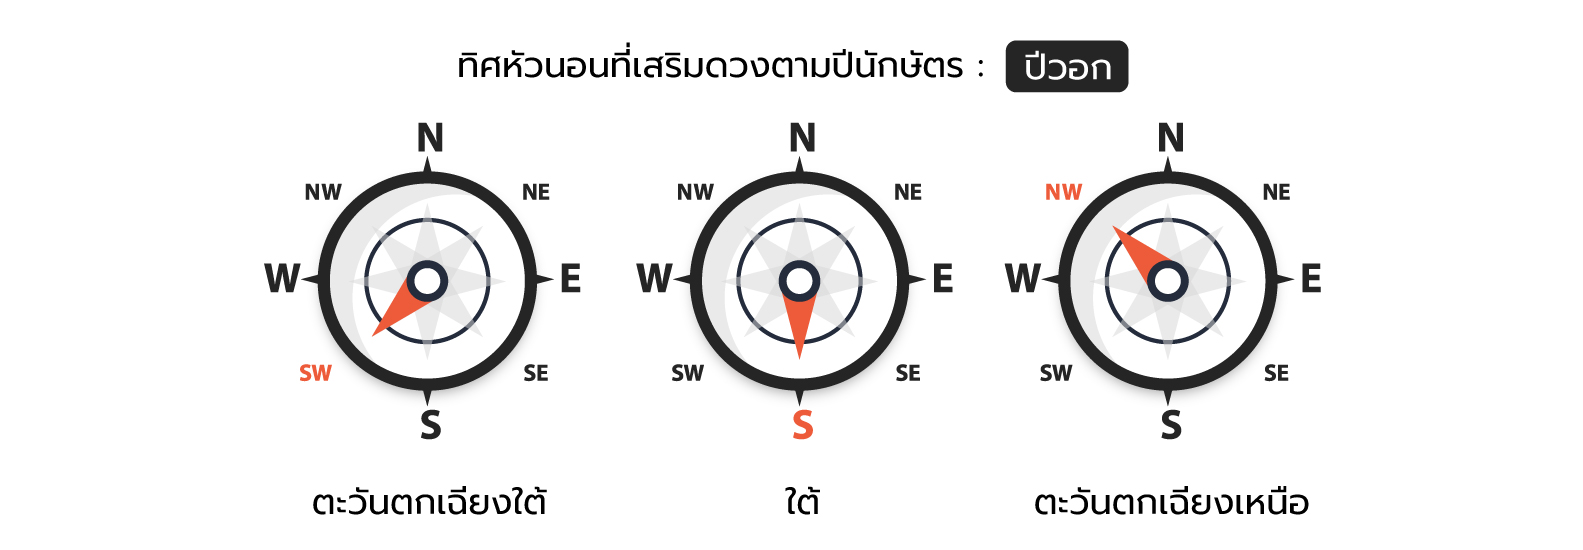 ทิศหัวนอนที่เสริมดวงตามปีนักษัตร : ปีวอก
N N N
NW NE NW NE NW NE
W E W E W E
SW SE SW SE SW SE
S S S
ตะวันตกเฉียงใต้ ใต้ ตะวันตกเฉียงเหนือ